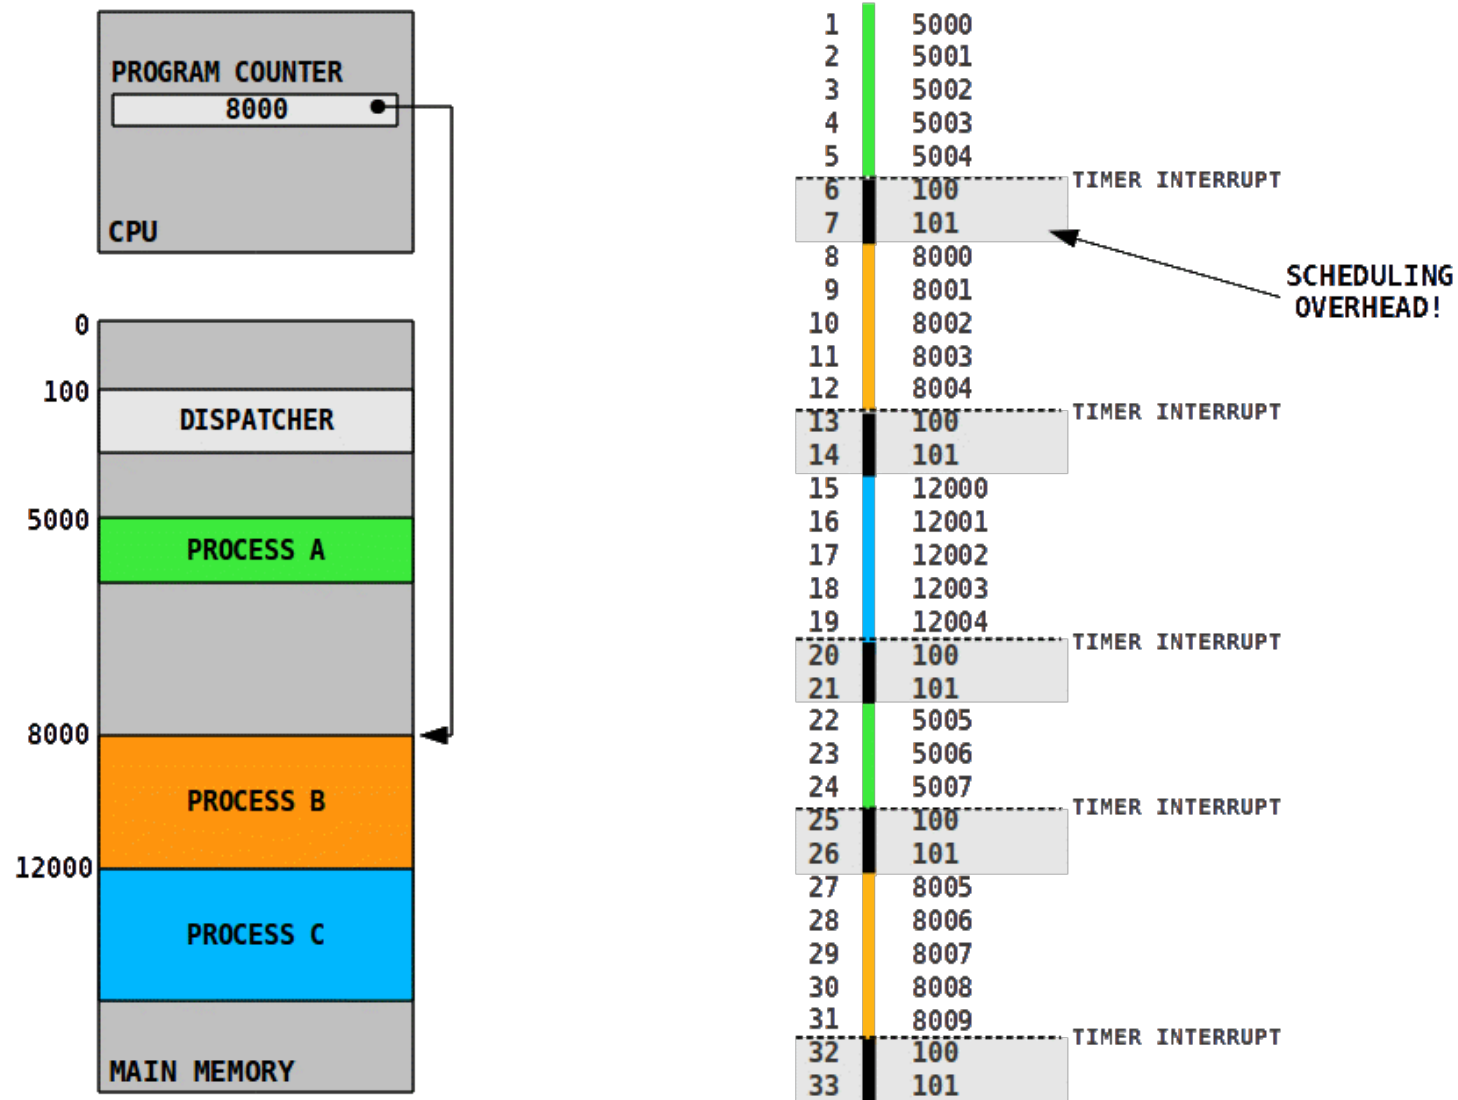 PROGRAM COUNTER
8000
CPU
0
100
DISPATCHER
5000
PROCESS A
8000
PROCESS B
12000
PROCESS C
MAIN MEMORY
1 5000
2 5001
3 5002
4 5003
5 5004
TIMER INTERRUPT
6 100
7 101
SCHEDULING
OVERHEAD!
8 8000
9 8001
10 8002
11 8003
12 8004
TIMER INTERRUPT
13 100
14 101
15 12000
16 12001
17 12002
18 12003
19 12004
TIMER INTERRUPT
20 100
21 101
22 5005
23 5006
24 5007
TIMER INTERRUPT
25 100
26 101
27 8005
28 8006
29 8007
30 8008
31 8009
TIMER INTERRUPT
32 100
33 101